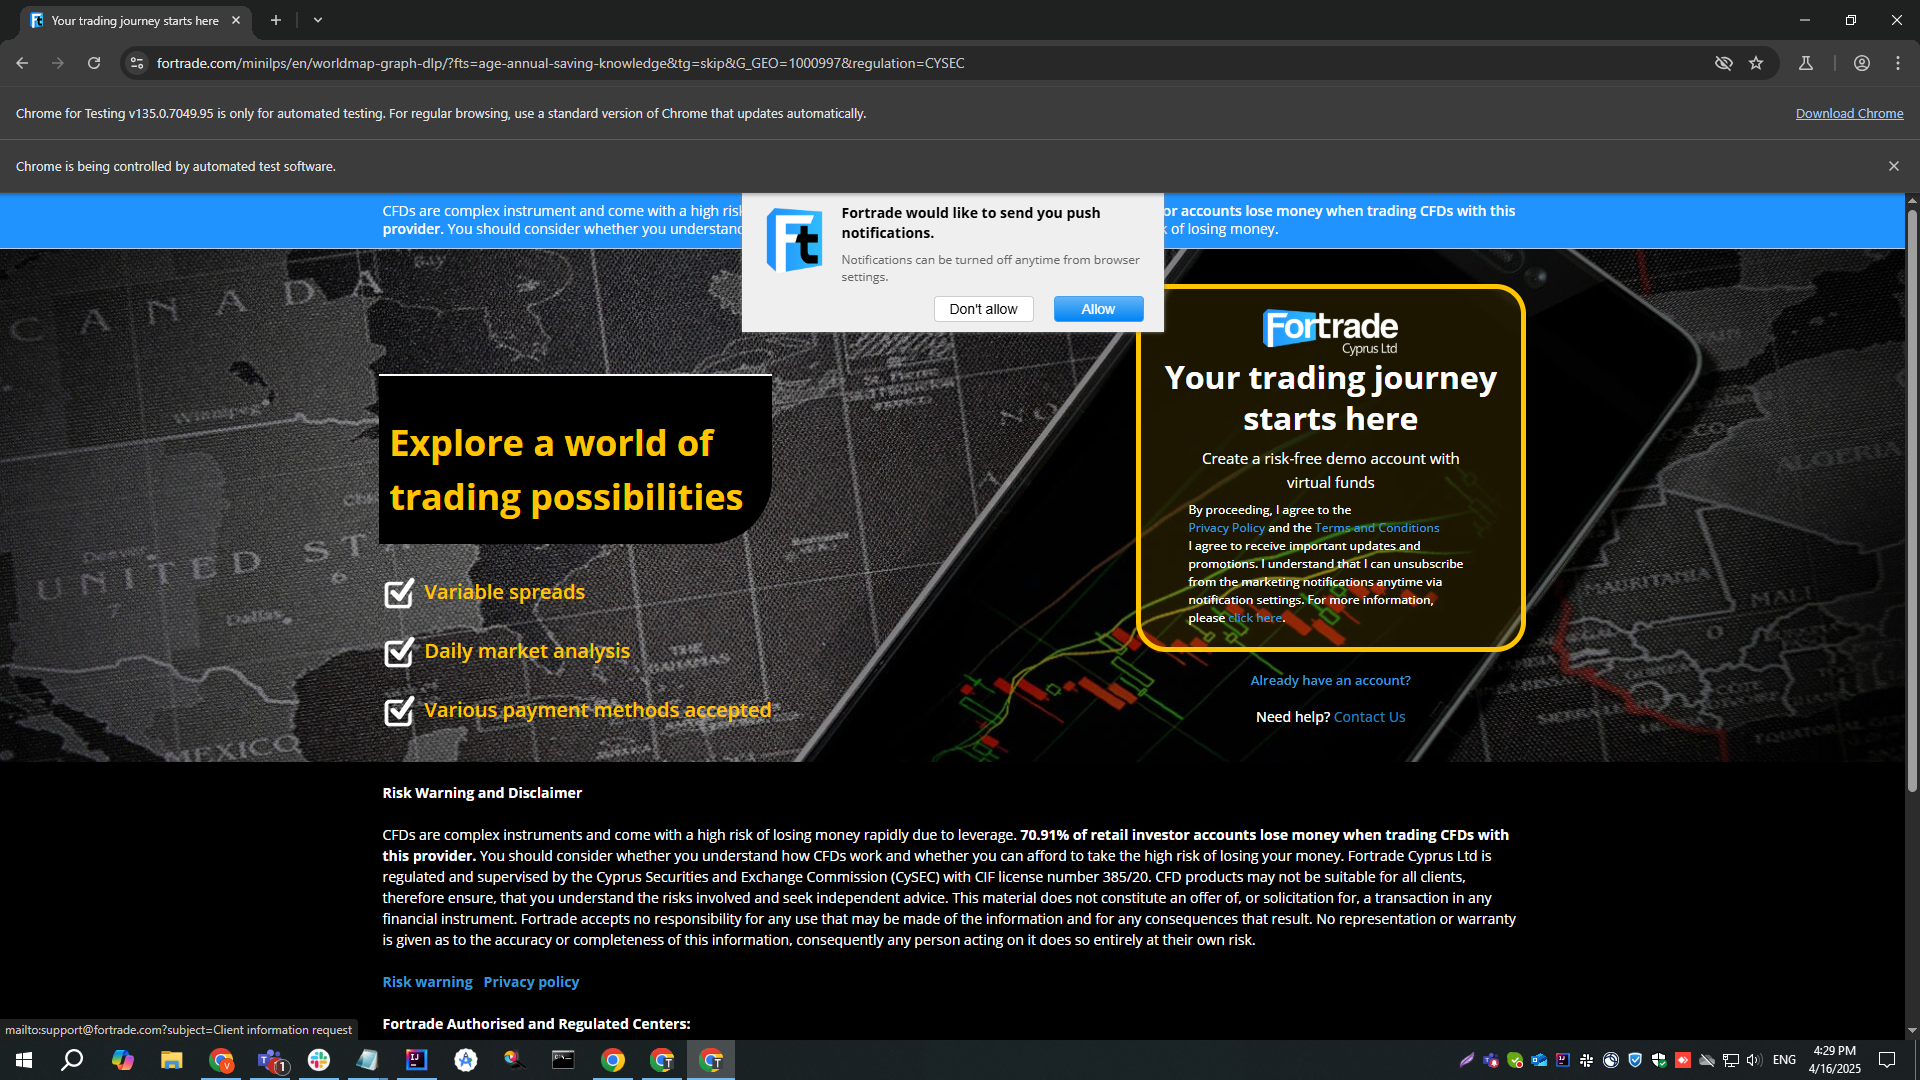 Your trading journey starts here
fortrade.com/minilps/en/worldmap-graph-dlp/?fts=age-annual-saving-knowledge&tg=skip&G_GEO=1000997&regulation=CYSEC
Chrome for Testing v135.0.7049.95 is only for automated testing. For regular browsing, use a standard version of Chrome that updates automatically.
Download Chrome
Chrome is being controlled by automated test software.
CFDs are complex instrument and come with a high
or accounts lose money when trading CFDs with this
provider. You should consider whether you
of losing money.
Ft
Fortrade would like to send you push
notifications.
Notifications can be turned off anytime from browser
settings.
Don't allow
Allow
CANADA
Winnipeg
UNITED ST
Denver
Dallas
MEXICO
THE
BAHAMAS
ST. PIERRE
NO
ALGERIA
MAURITANIA
MALI
Explore a world of
trading possibilities
Variable spreads
Daily market analysis
Various payment methods accepted
Fortrade
Cyprus Ltd
Your trading journey
starts here
Create a risk-free demo account with
virtual funds
By proceeding, I agree to the
Privacy Policy and the Terms and Conditions
I agree to receive important updates and
promotions. I understand that I can unsubscribe
from the marketing notifications anytime via
notification settings. For more information,
please click here.
Already have an account?
Need help? Contact Us
Risk Warning and Disclaimer
CFDs are complex instruments and come with a high risk of losing money rapidly due to leverage. 70.91% of retail investor accounts lose money when trading CFDs with
this provider. You should consider whether you understand how CFDs work and whether you can afford to take the high risk of losing your money. Fortrade Cyprus Ltd is
regulated and supervised by the Cyprus Securities and Exchange Commission (CySEC) with CIF license number 385/20. CFD products may not be suitable for all clients,
therefore ensure, that you understand the risks involved and seek independent advice. This material does not constitute an offer of, or solicitation for, a transaction in any
financial instrument. Fortrade accepts no responsibility for any use that may be made of the information and for any consequences that result. No representation or warranty
is given as to the accuracy or completeness of this information, consequently any person acting on it does so entirely at their own risk.
Risk warning Privacy policy
Fortrade Authorised and Regulated Centers:
mailto:support@fortrade.com?subject=Client information request
ENG
4:29 PM
4/16/2025